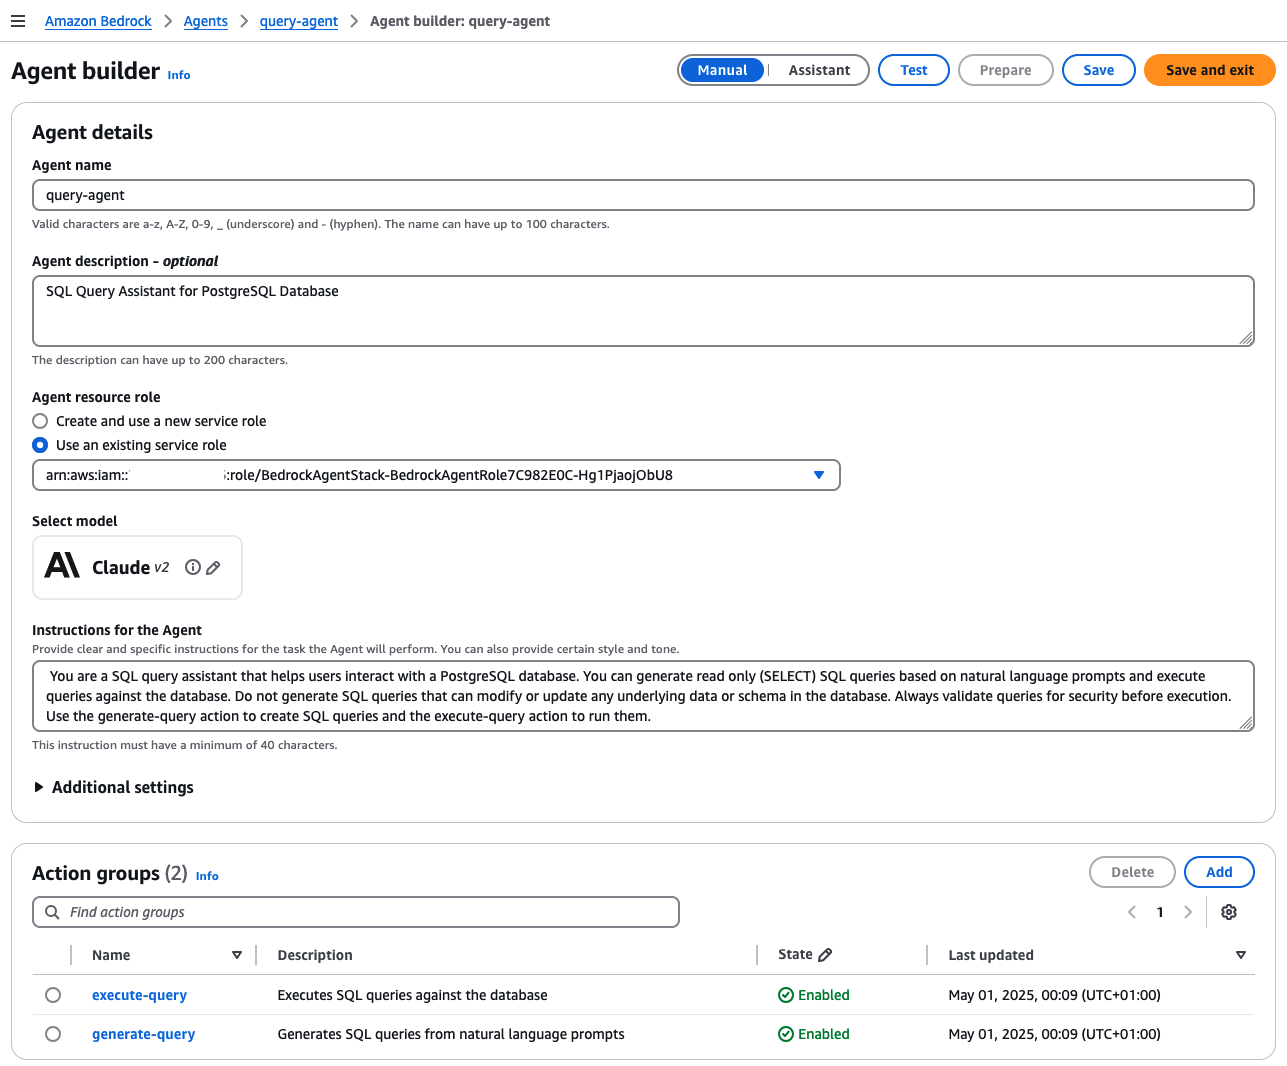 Amazon Bedrock > Agents > query-agent > Agent builder: query-agent
Agent builder Info
Manual | Assistant
Test
Prepare
Save
Save and exit
Agent details
Agent name
query-agent
Valid characters are a-z, A-Z, 0-9, _ (underscore) and - (hyphen). The name can have up to 100 characters.
Agent description - optional
SQL Query Assistant for PostgreSQL Database
The description can have up to 200 characters.
Agent resource role
Create and use a new service role
Use an existing service role
arn:aws:iam:: :role/BedrockAgentStack-BedrockAgentRole7C982E0C-Hg1PjaojObU8
Select model
Claude v2
Instructions for the Agent
Provide clear and specific instructions for the task the Agent will perform. You can also provide certain style and tone.
You are a SQL query assistant that helps users interact with a PostgreSQL database. You can generate read only (SELECT) SQL queries based on natural language prompts and execute
queries against the database. Do not generate SQL queries that can modify or update any underlying data or schema in the database. Always validate queries for security before execution.
Use the generate-query action to create SQL queries and the execute-query action to run them.
This instruction must have a minimum of 40 characters.
Additional settings
Action groups (2) Info
Delete
Add
Find action groups
1
Name Description State Last updated
execute-query Executes SQL queries against the database Enabled May 01, 2025, 00:09 (UTC+01:00)
generate-query Generates SQL queries from natural language prompts Enabled May 01, 2025, 00:09 (UTC+01:00)